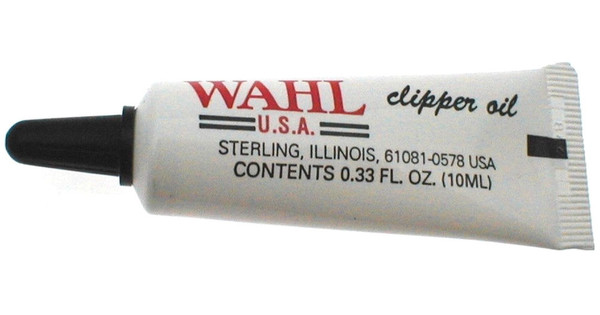 WAHL clipper oil
U.S.A.
STERLING, ILLINOIS, 61081-0578 USA
CONTENTS 0.33 FL. OZ. (10ML)